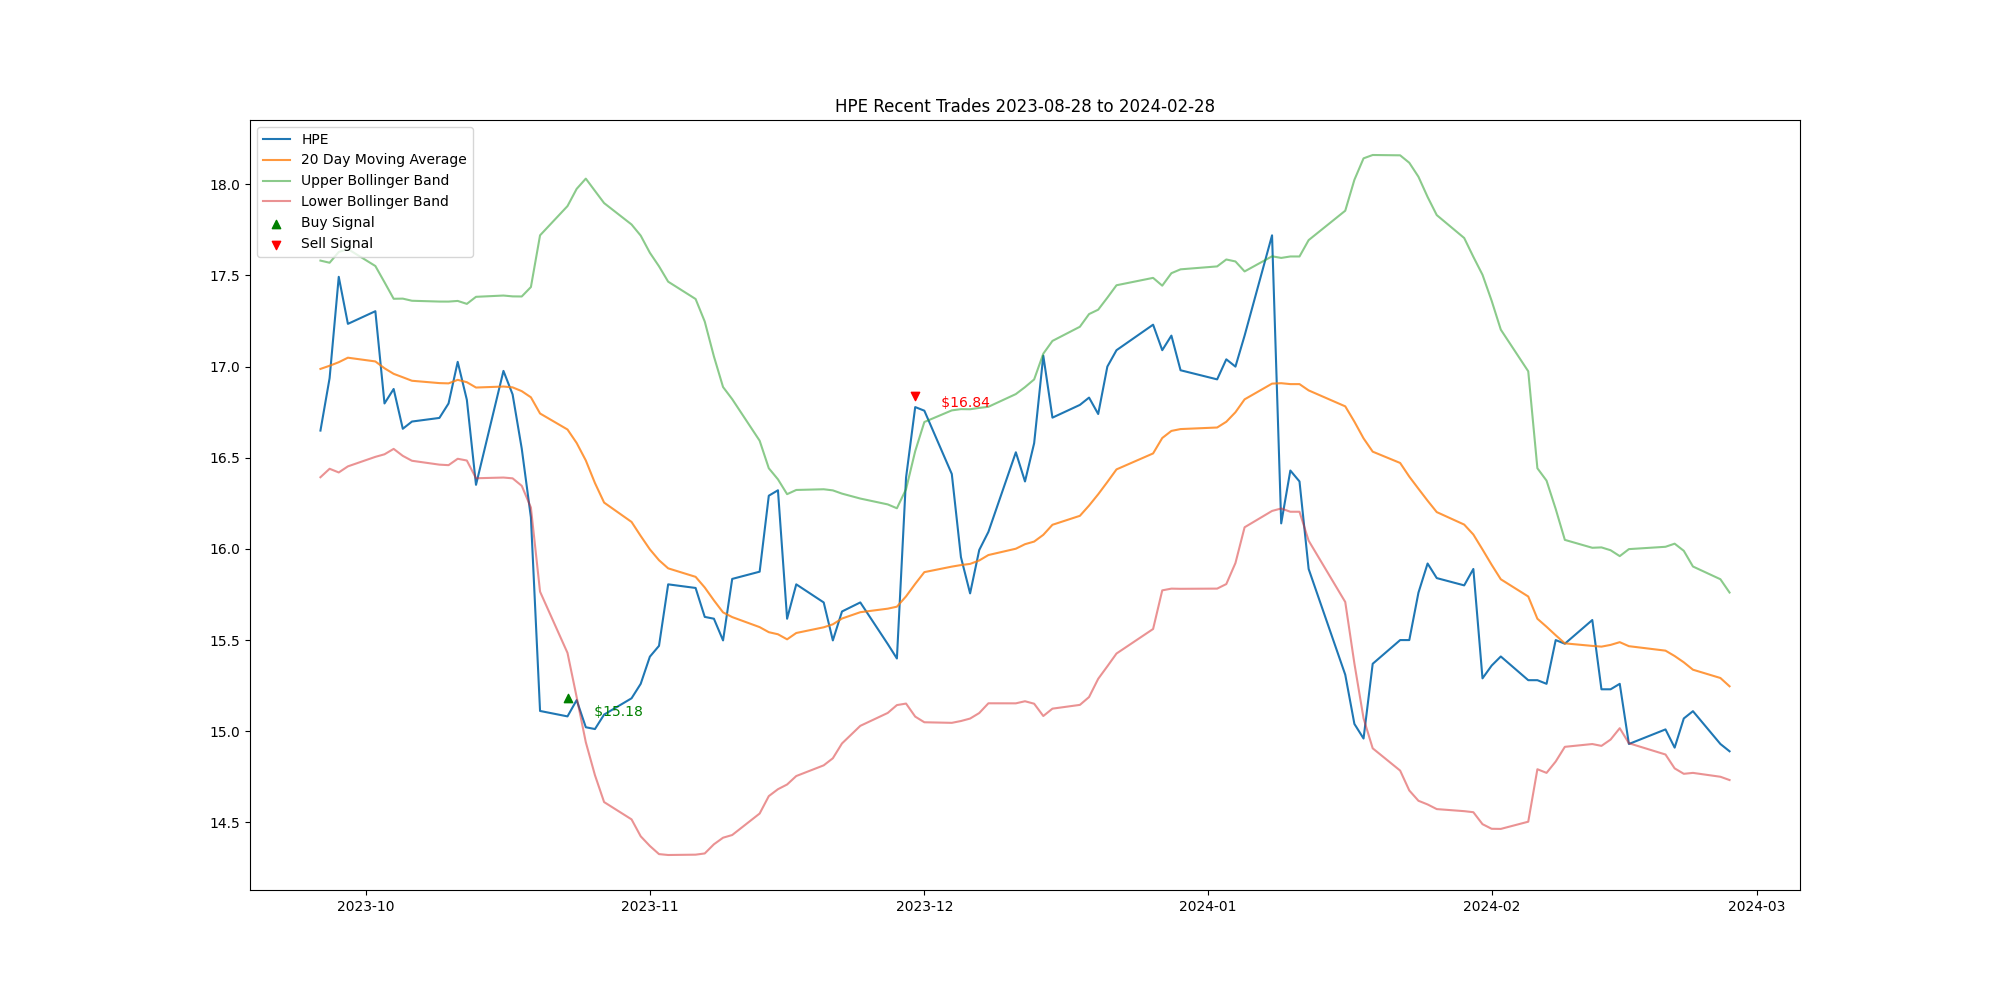 HPE Recent Trades 2023-08-28 to 2024-02-28
HPE
20 Day Moving Average
Upper Bollinger Band
Lower Bollinger Band
Buy Signal
Sell Signal
18.0
17.5
17.0
16.5
16.0
15.5
15.0
14.5
$16.84
$15.18
2023-10
2023-11
2023-12
2024-01
2024-02
2024-03